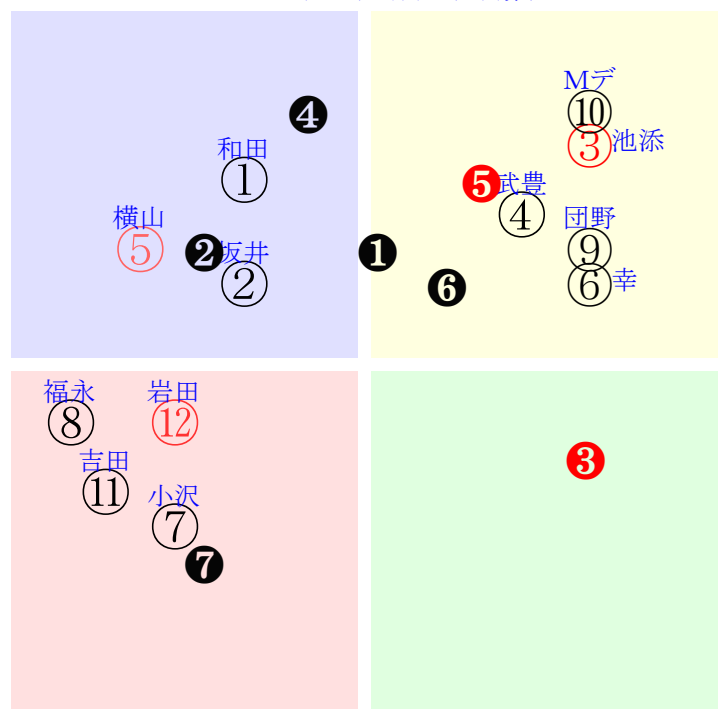 Mデ
❹
⑩
和田
③ 池添
①
❺ 武豊
④
横山
団野
⑤ ❷ 坂井
❶
⑨
② ❻
⑥ 幸
福永
岩田
⑧
⑫
❸
吉田
⑪
小沢
⑦
❼